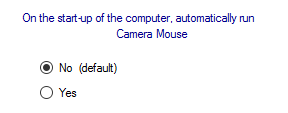 On the start-up of the computer, automatically run
Camera Mouse
No (default)
Yes